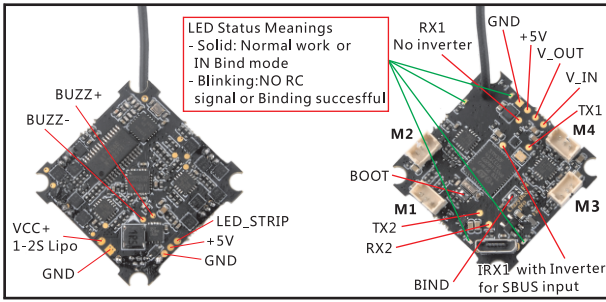 LED Status Meanings
- Solid: Normal work or
IN Bind mode
- Blinking:NO RC
signal or Binding succesfful
BUZZ+
BUZZ-
VCC+
1-2S Lipo
GND
LED_STRIP
+5V
GND
RX1
No inverter
GND
+5V
V_OUT
V_IN
TX1
M2
M4
BOOT
M1
M3
TX2
RX2
BIND
IRX1 with Inverter
for SBUS input